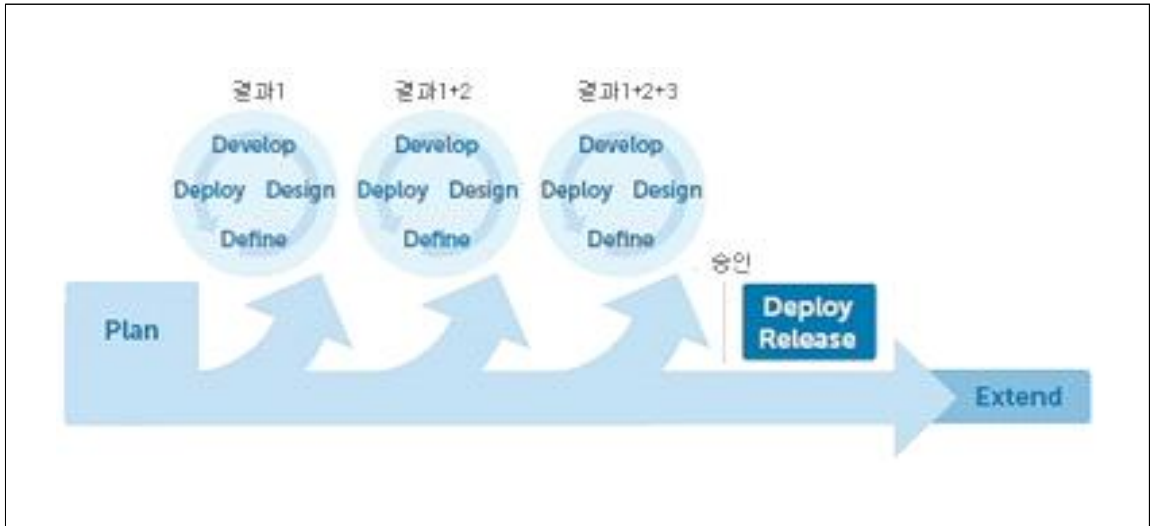 결과1
결과1+2
결과1+2+3
Develop
Deploy Design
Define
Develop
Deploy Design
Define
Develop
Deploy Design
Define
승인
Plan
Deploy
Release
Extend